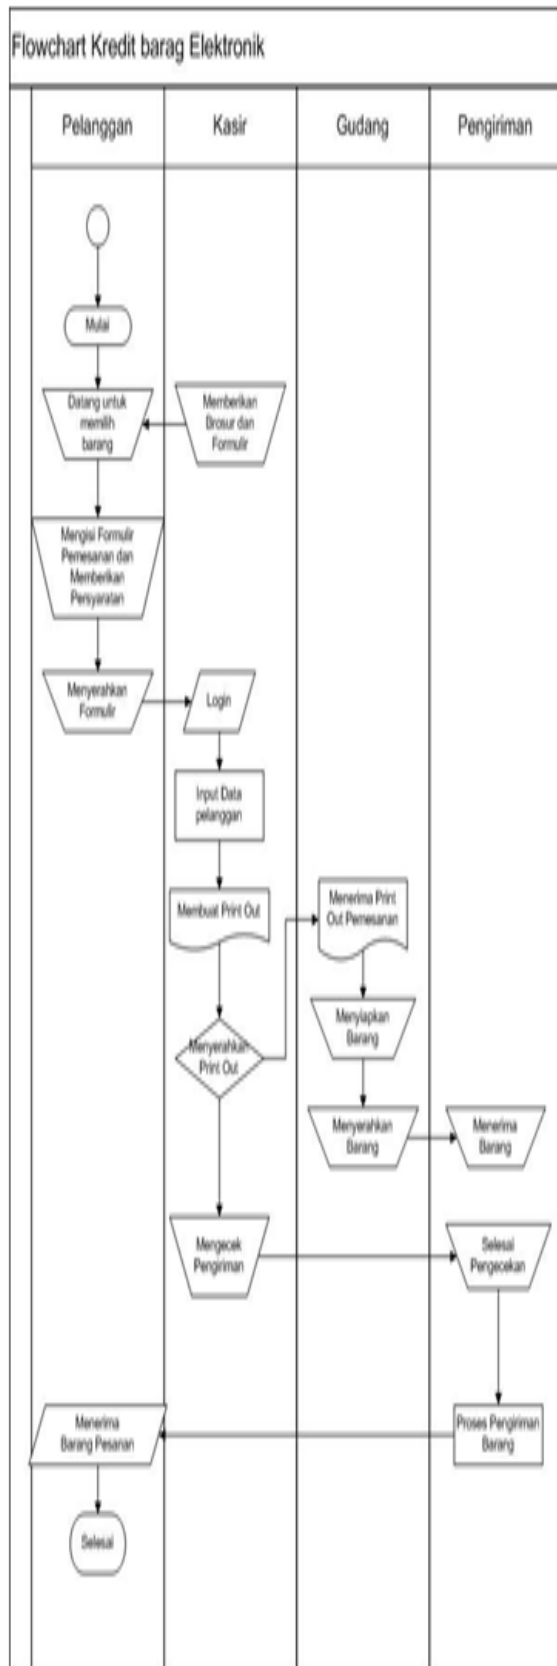 Flowchart Kredit barag Elektronik
Pelanggan
Kasir
Gudang
Pengiriman
Mulai
Datang untuk
memilih
barang
Memberikan
Brosur dan
Formulir
Mengisi Formulir
Pemesanan dan
Memberikan
Persyaratan
Menyerahkan
Formulir
Login
Input Data
pelanggan
Membuat Print Out
Menerima Print
Out Pemesanan
Menyerahkan
Print Out
Menyiapkan
Barang
Menyerahkan
Barang
Menerima
Barang
Mengecek
Pengiriman
Selesai
Pengecekan
Proses Pengiriman
Barang
Menerima
Barang Pesanan
Selesai